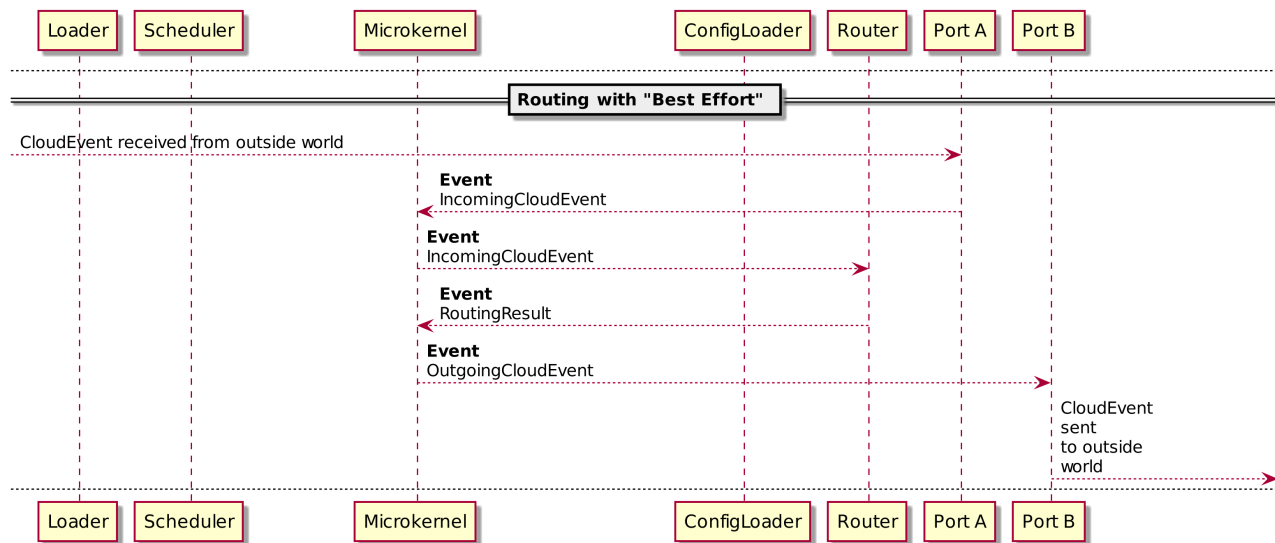 Loader Scheduler Microkernel ConfigLoader Router Port A Port B
Routing with "Best Effort"
CloudEvent received from outside world
Event
IncomingCloudEvent
Event
IncomingCloudEvent
Event
RoutingResult
Event
OutgoingCloudEvent
CloudEvent
sent
to outside
world
Loader Scheduler Microkernel ConfigLoader Router Port A Port B